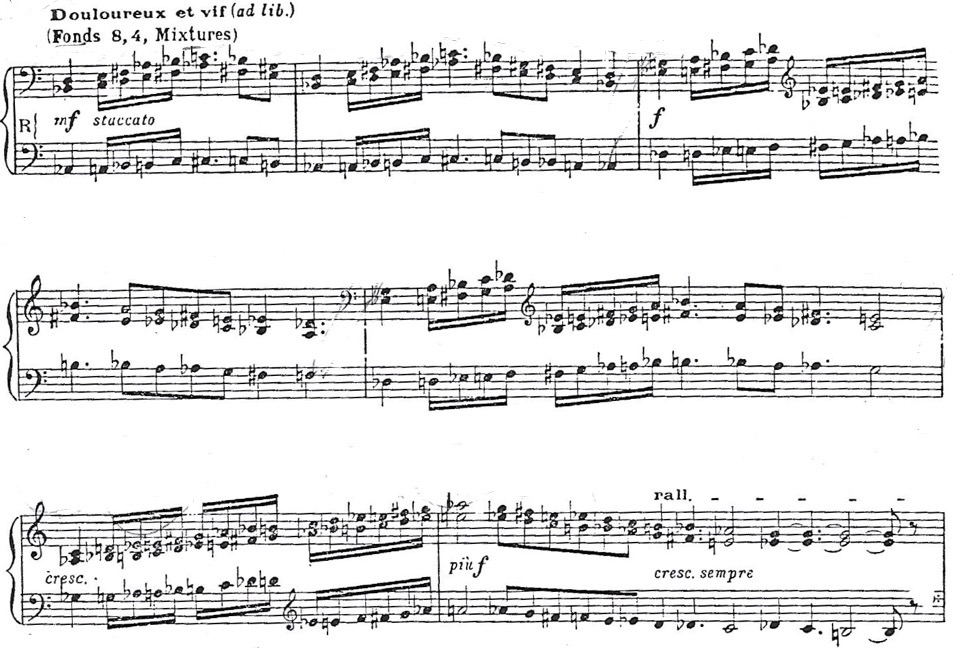 Douloureux et vif (ad lib.)
(Fonds 8, 4, Mixtures)
R
mf staccato
f
rall.
cresc.
più f
cresc. sempre